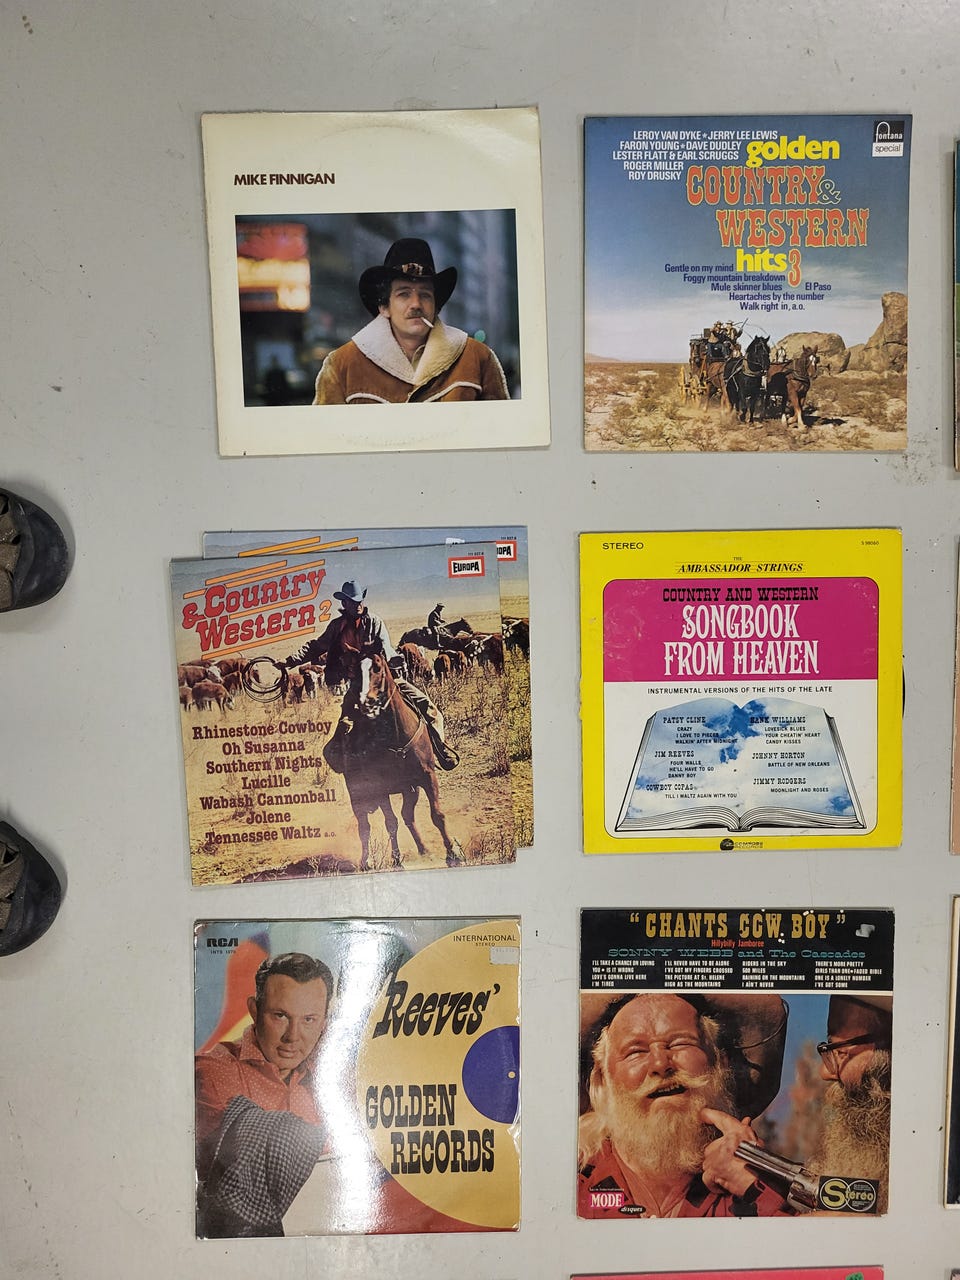 MIKE FINNIGAN
LEROY VAN DYKE ★ JERRY LEE LEWIS
FARON YOUNG ★ DAVE DUDLEY
LESTER FLATT & EARL SCRUGGS
ROGER MILLER
ROY DRUSKY
fontana
special
golden
COUNTRY &
WESTERN
hits 3
Gentle on my mind
Foggy mountain breakdown
Mule skinner blues El Paso
Heartaches by the number
Walk right in, a.o.
EUROPA
& Country
Western 2
Rhinestone Cowboy
Oh Susanna
Southern Nights
Lucille
Wabash Cannonball
Jolene
Tennessee Waltz a.o.
STEREO
S 98060
THE
AMBASSADOR STRINGS
COUNTRY AND WESTERN
SONGBOOK
FROM HEAVEN
INSTRUMENTAL VERSIONS OF THE HITS OF THE LATE
PATSY CLINE
CRAZY
I LOVE TO PIECES
WALKIN' AFTER MIDNIGHT
JIM REEVES
FOUR WALLS
HE'LL HAVE TO GO
DANNY BOY
COWBOY COPAS
TILL I WALTZ AGAIN WITH YOU
HANK WILLIAMS
LOVESICK BLUES
YOUR CHEATIN' HEART
CANDY KISSES
JOHNNY HORTON
BATTLE OF NEW ORLEANS
JIMMY RODGERS
MOONLIGHT AND ROSES
RCA
INTERNATIONAL
STEREO
Reeves'
GOLDEN
RECORDS
"CHANTS COW BOY"
Hillybilly Jamboree
SONNY WEBB and The Cascades
I'LL TAKE A CHANCE ON LOVING
YOU • IS IT WRONG
LOVE'S GONNA LIVE HERE
I'M TIRED
I'LL NEVER HAVE TO BE ALONE
I'VE GOT MY FINGERS CROSSED
THE PICTURE AT St. HELENE
HIGH AS THE MOUNTAINS
RIDERS IN THE SKY
500 MILES
RAINING ON THE MOUNTAINS
I AIN'T NEVER
THERE'S MORE PRETTY
GIRLS THAN ONE • FADED BIBLE
ONE IS A LONELY NUMBER
I'VE GOT SOME
MODE
disques
Stéréo